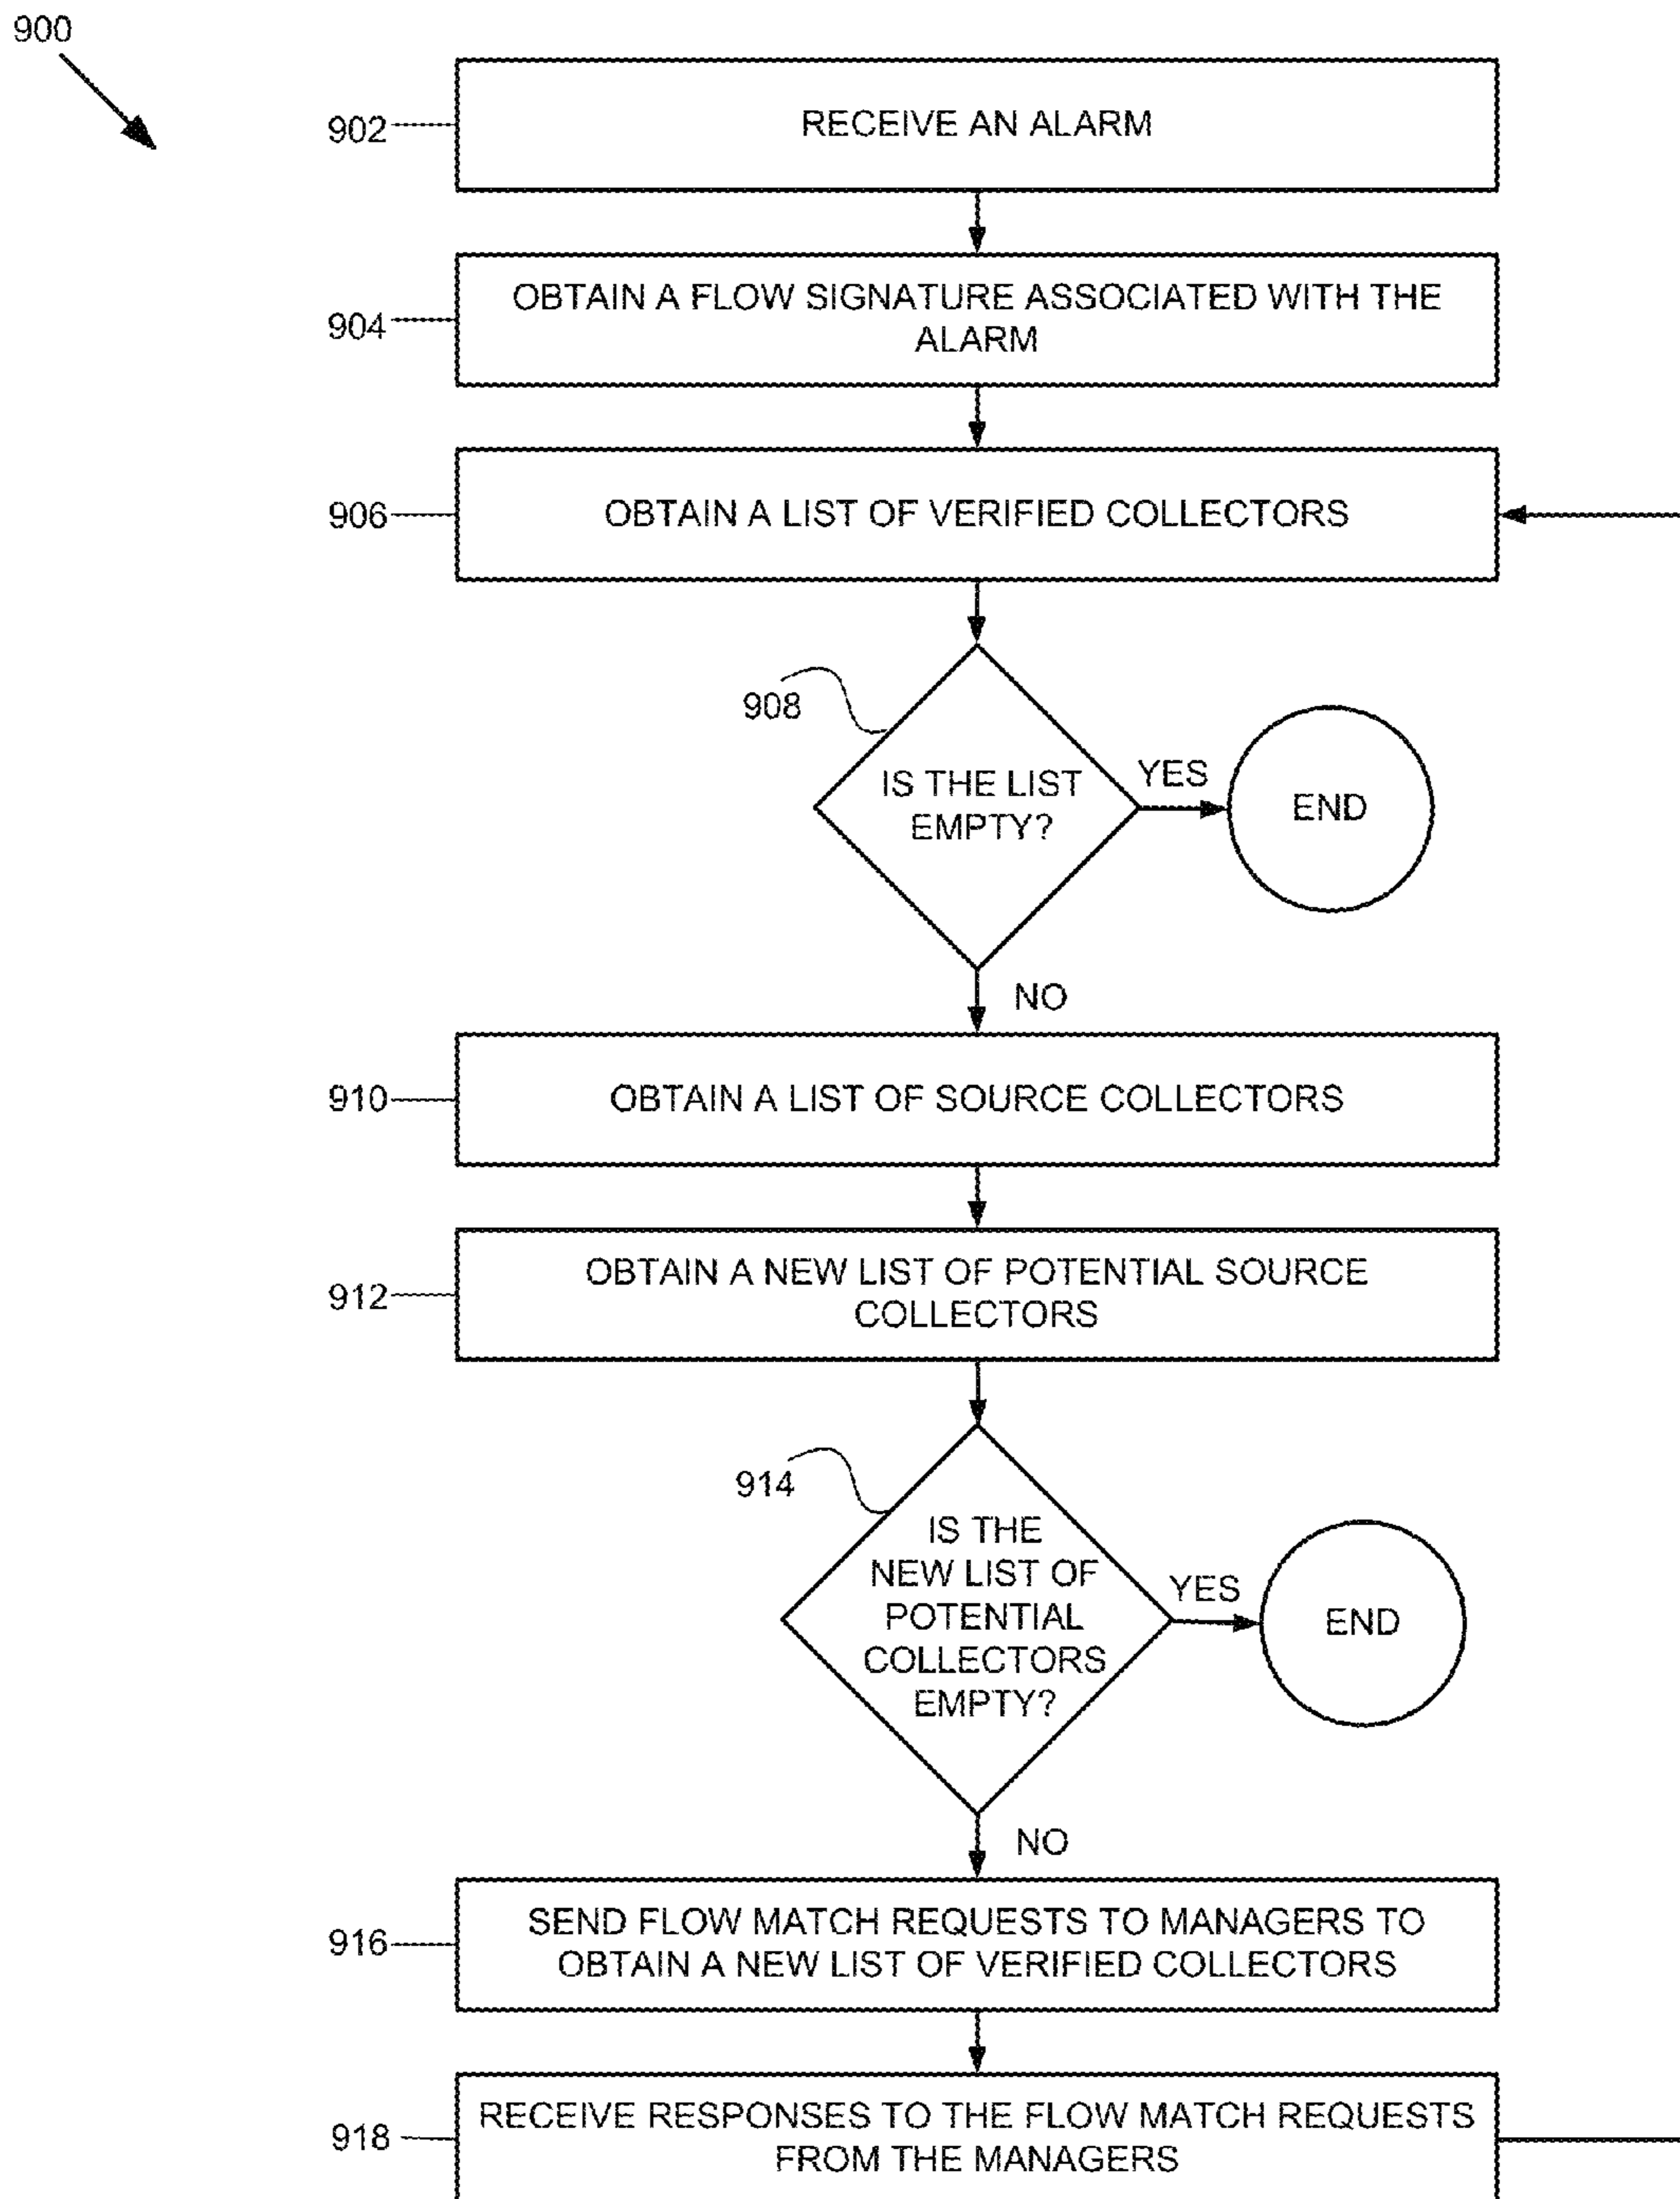 900
902
RECEIVE AN ALARM
904
OBTAIN A FLOW SIGNATURE ASSOCIATED WITH THE
ALARM
906
OBTAIN A LIST OF VERIFIED COLLECTORS
908
IS THE LIST
EMPTY?
YES
END
NO
910
OBTAIN A LIST OF SOURCE COLLECTORS
912
OBTAIN A NEW LIST OF POTENTIAL SOURCE
COLLECTORS
914
IS THE
NEW LIST OF
POTENTIAL
COLLECTORS
EMPTY?
YES
END
NO
916
SEND FLOW MATCH REQUESTS TO MANAGERS TO
OBTAIN A NEW LIST OF VERIFIED COLLECTORS
918
RECEIVE RESPONSES TO THE FLOW MATCH REQUESTS
FROM THE MANAGERS